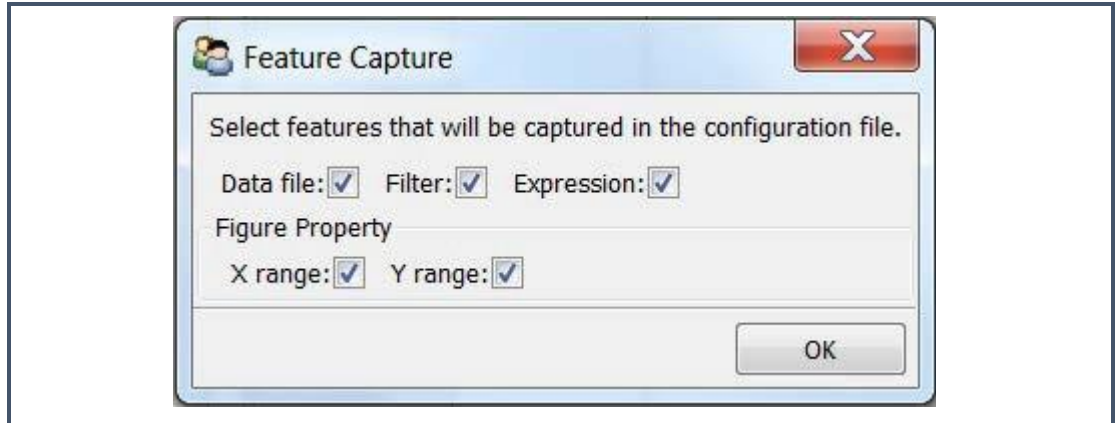 Feature Capture
Select features that will be captured in the configuration file.
Data file: Filter: Expression:
Figure Property
X range: Y range:
OK